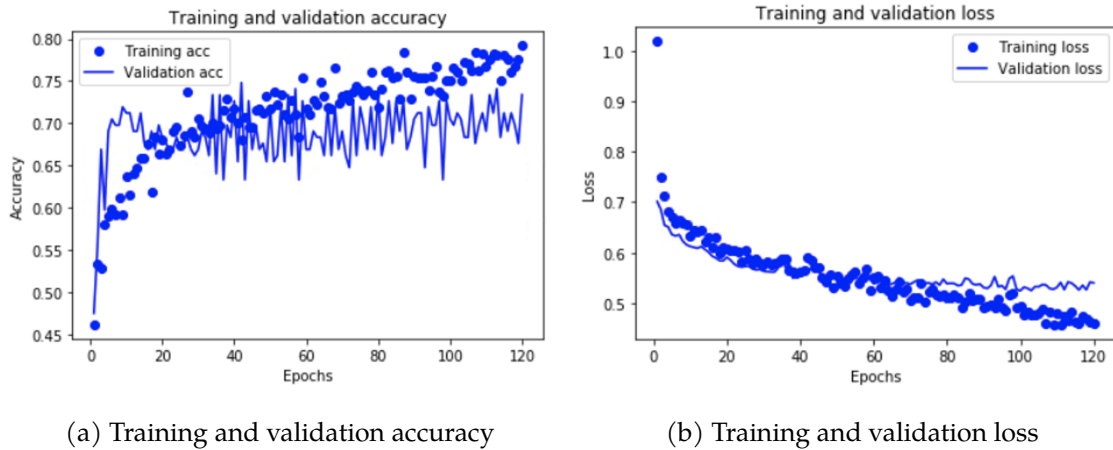 Training and validation accuracy
0.80
0.75
0.70
0.65
0.60
0.55
0.50
0.45
Accuracy
Training acc
Validation acc
0 20 40 60 80 100 120
Epochs
(a) Training and validation accuracy
Training and validation loss
1.0
0.9
0.8
0.7
0.6
0.5
Loss
Training loss
Validation loss
0 20 40 60 80 100 120
Epochs
(b) Training and validation loss